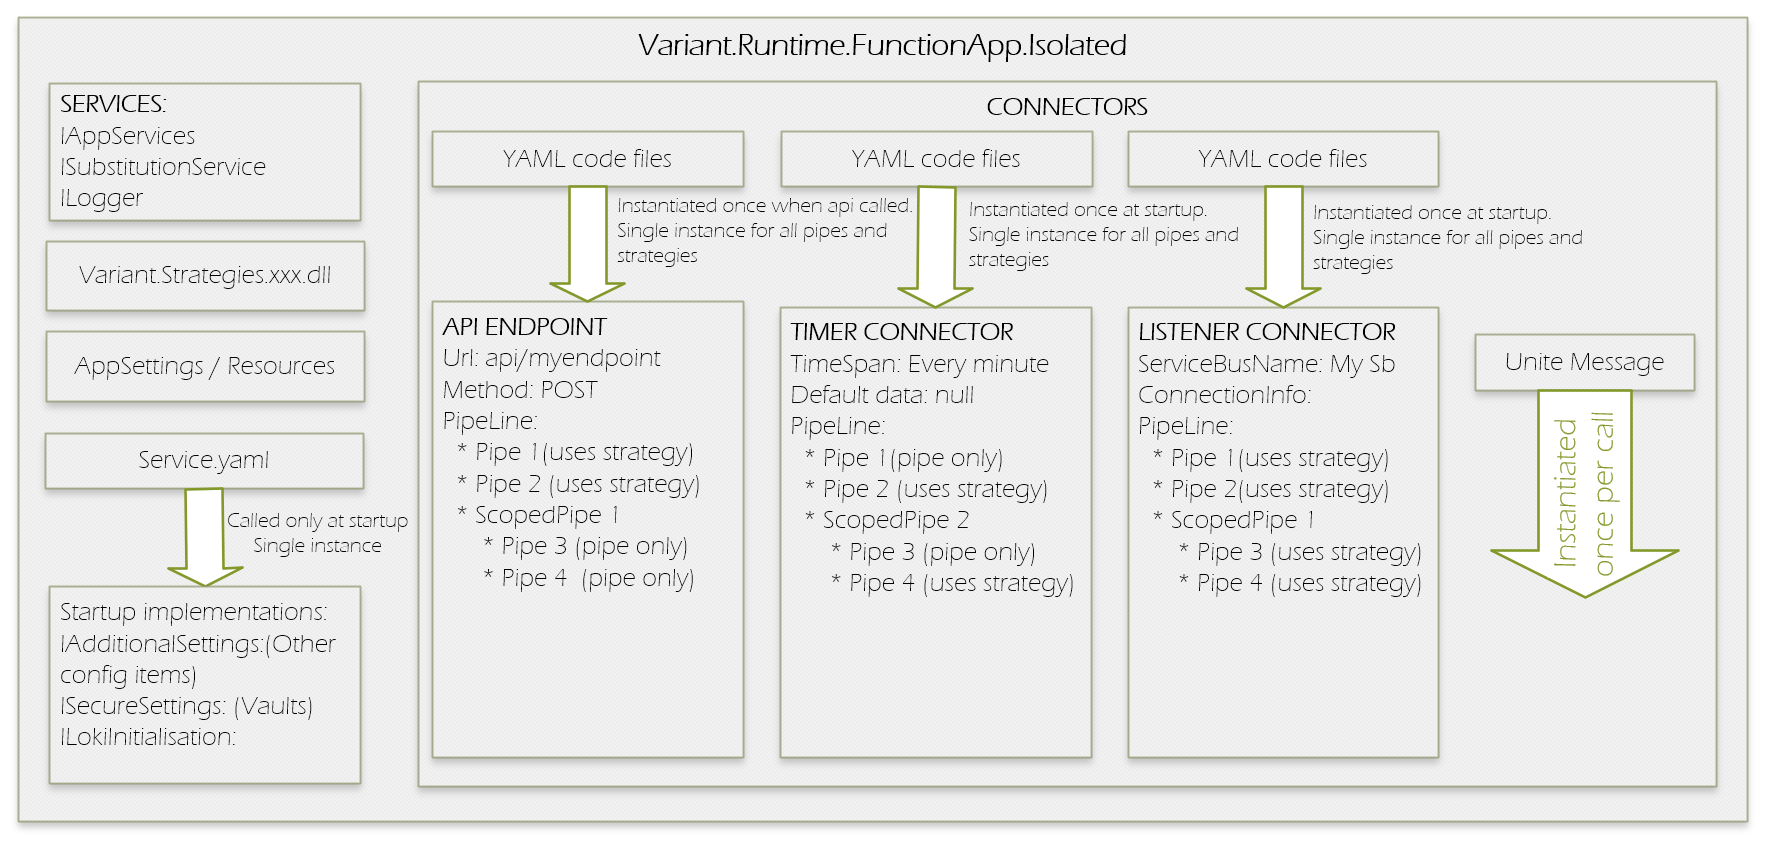 Variant.Runtime.FunctionApp.Isolated
SERVICES:
IAppServices
ISubstitutionService
ILogger
Variant.Strategies.xxx.dll
AppSettings / Resources
Service.yaml
Called only at startup
Single instance
Startup implementations:
IAdditionalSettings:(Other
config items)
ISecureSettings: (Vaults)
ILokiInitialisation:
CONNECTORS
YAML code files
Instantiated once when api called.
Single instance for all pipes and
strategies
API ENDPOINT
Url: api/myendpoint
Method: POST
PipeLine:
* Pipe 1(uses strategy)
* Pipe 2 (uses strategy)
* ScopedPipe 1
* Pipe 3 (pipe only)
* Pipe 4  (pipe only)
YAML code files
Instantiated once at startup.
Single instance for all pipes and
strategies
TIMER CONNECTOR
TimeSpan: Every minute
Default data: null
PipeLine:
* Pipe 1(pipe only)
* Pipe 2 (uses strategy)
* ScopedPipe 2
* Pipe 3 (pipe only)
* Pipe 4 (uses strategy)
YAML code files
Instantiated once at startup.
Single instance for all pipes and
strategies
LISTENER CONNECTOR
ServiceBusName: My Sb
ConnectionInfo:
PipeLine:
* Pipe 1(uses strategy)
* Pipe 2(uses strategy)
* ScopedPipe 1
* Pipe 3 (uses strategy)
* Pipe 4 (uses strategy)
Unite Message
Instantiated
once per call